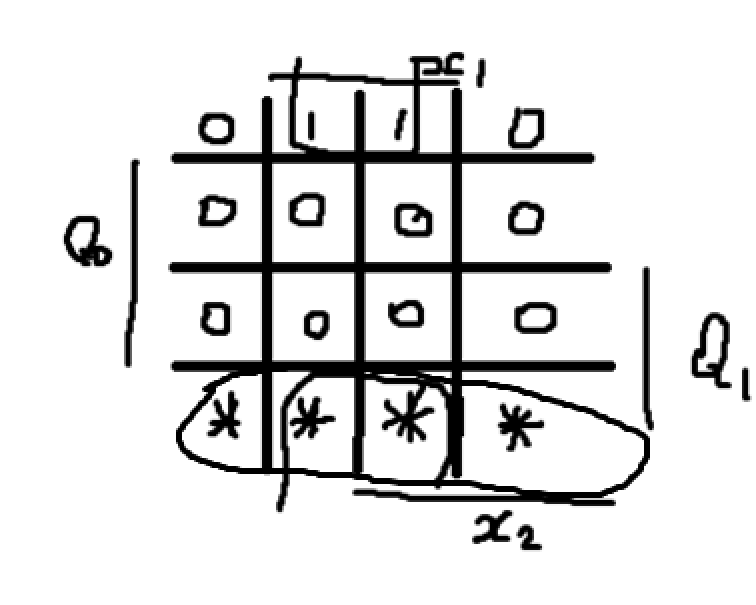 x1
0 1 1 0
Q0 0 0 0 0
0 0 0 0 Q1
* * * *
x2